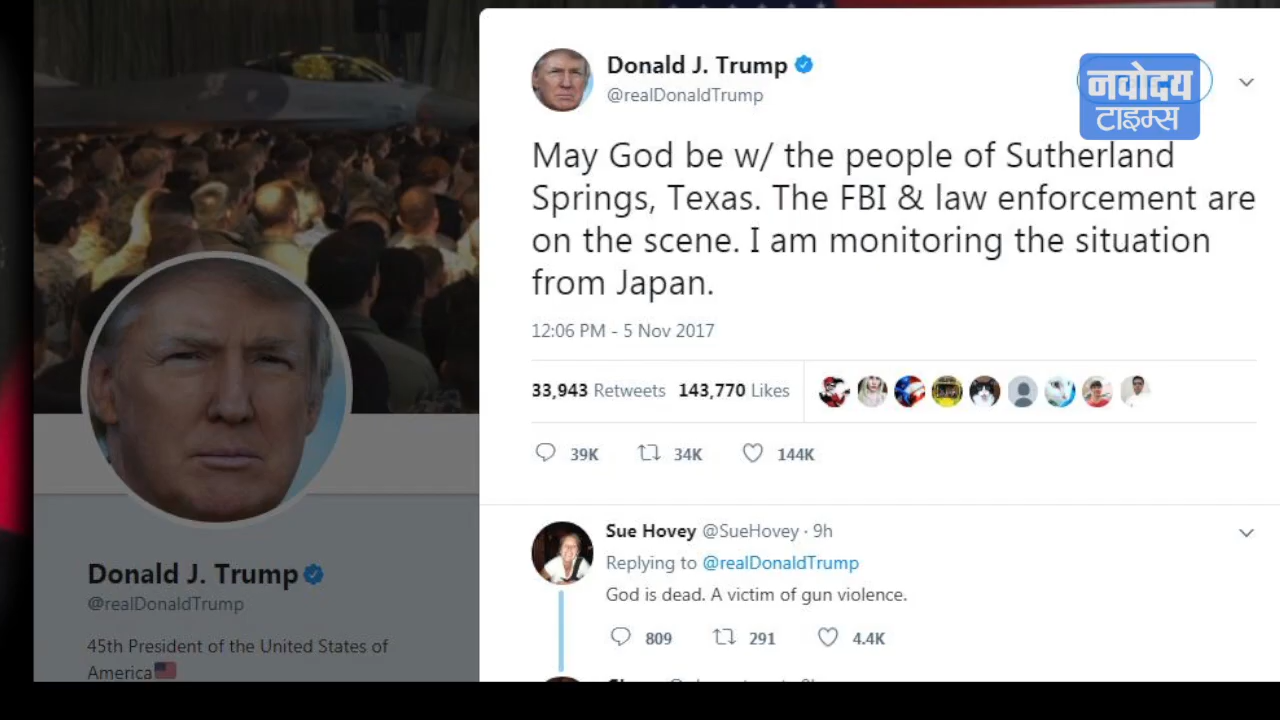 Donald J. Trump
@realDonaldTrump
नवोदय
टाइम्स
May God be w/ the people of Sutherland
Springs, Texas. The FBI & law enforcement are
on the scene. I am monitoring the situation
from Japan.
12:06 PM - 5 Nov 2017
33,943 Retweets 143,770 Likes
39K 34K 144K
Sue Hovey @SueHovey · 9h
Replying to @realDonaldTrump
God is dead. A victim of gun violence.
809 291 4.4K
Donald J. Trump
@realDonaldTrump
45th President of the United States of
America🇺🇸